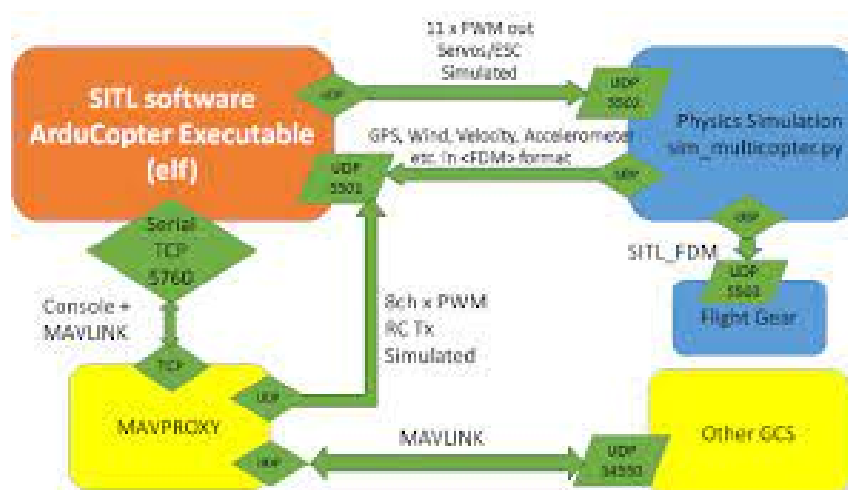 SITL software
ArduCopter Executable
(elf)
11 x PWM out
Servos/ESC
Simulated
UDP
UDP
5502
Physics Simulation
sim_multicopter.py
GPS, Wind, Velocity, Accelerometer
etc. In <FDM> format
UDP
5501
UDP
UDP
SITL_FDM
UDP
5503
Flight Gear
Serial
TCP
5760
Console +
MAVLINK
8ch x PWM
RC Tx
Simulated
TCP
UDP
MAVPROXY
UDP
MAVLINK
UDP
14550
Other GCS